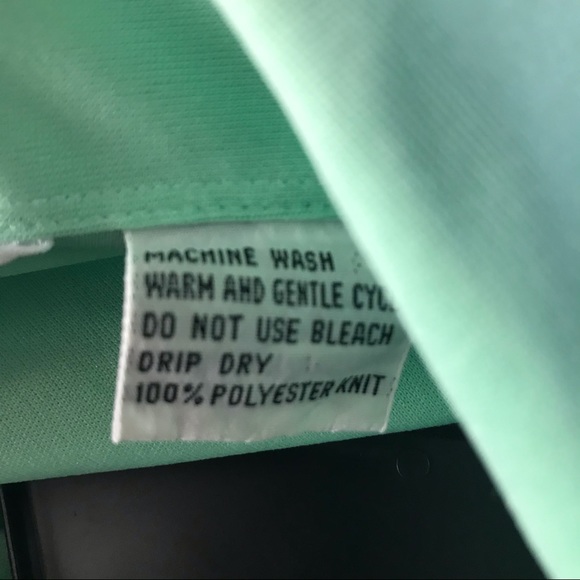 MACHINE WASH
WARM AND GENTLE CYC
DO NOT USE BLEACH
DRIP DRY
100% POLYESTER KNIT